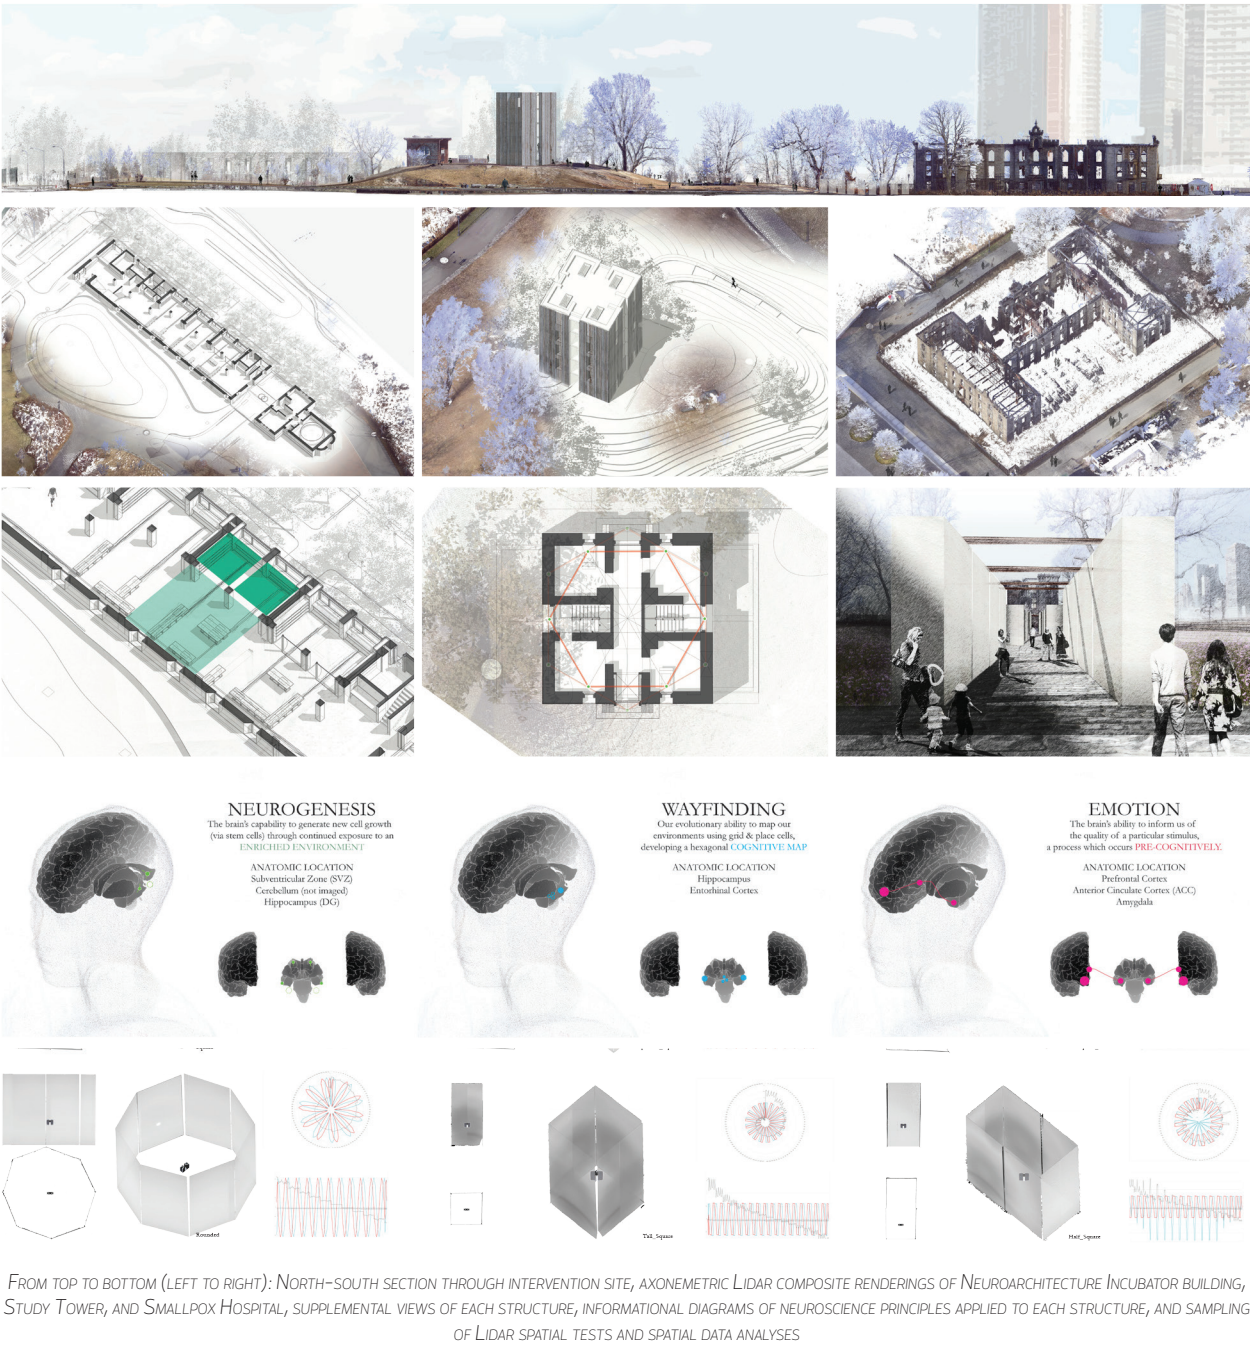 NEUROGENESIS
The brain's capability to generate new cell growth
(via stem cells) through continued exposure to an
ENRICHED ENVIRONMENT
ANATOMIC LOCATION
Subventricular Zone (SVZ)
Cerebellum (not imaged)
Hippocampus (DG)
WAYFINDING
Our evolutionary ability to map our
environments using grid & place cells,
developing a hexagonal COGNITIVE MAP
ANATOMIC LOCATION
Hippocampus
Entorhinal Cortex
EMOTION
The brain's ability to inform us of
the quality of a particular stimulus,
a process which occurs PRE-COGNITIVELY.
ANATOMIC LOCATION
Prefrontal Cortex
Anterior Cinculate Cortex (ACC)
Amygdala
Rounded
Tall_Square
Half_Square
FROM TOP TO BOTTOM (LEFT TO RIGHT): NORTH-SOUTH SECTION THROUGH INTERVENTION SITE, AXONEMETRIC LIDAR COMPOSITE RENDERINGS OF NEUROARCHITECTURE INCUBATOR BUILDING,
STUDY TOWER, AND SMALLPOX HOSPITAL, SUPPLEMENTAL VIEWS OF EACH STRUCTURE, INFORMATIONAL DIAGRAMS OF NEUROSCIENCE PRINCIPLES APPLIED TO EACH STRUCTURE, AND SAMPLING
OF LIDAR SPATIAL TESTS AND SPATIAL DATA ANALYSES